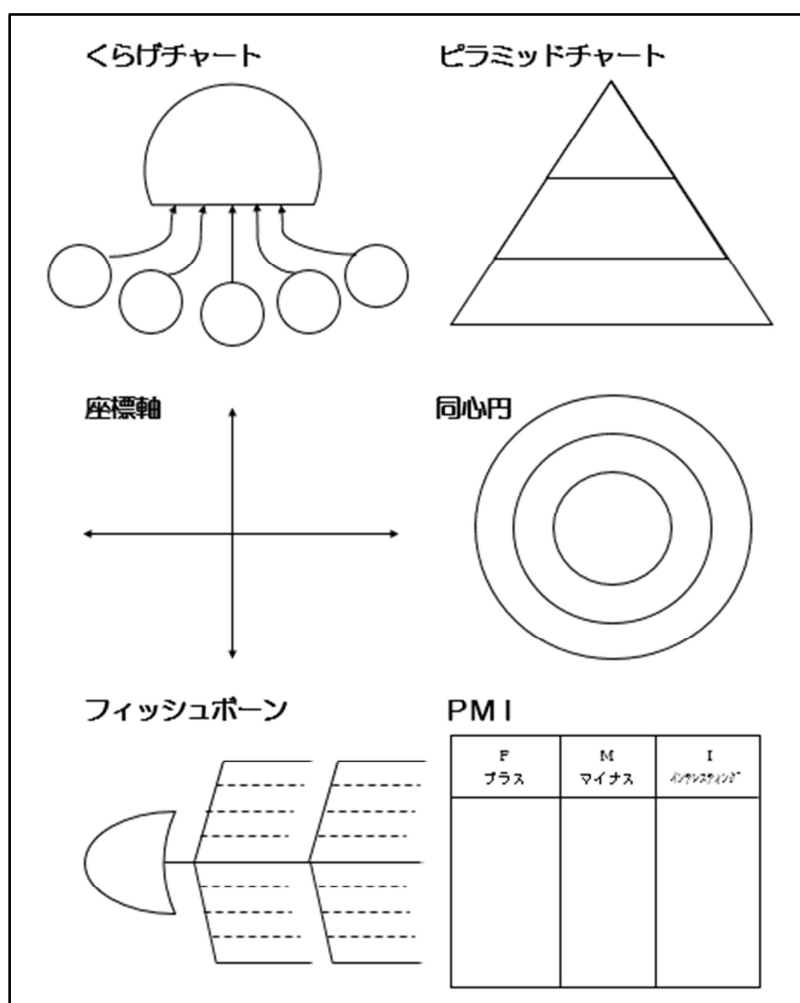 くらげチャート
ピラミッドチャート
座標軸
同心円
フィッシュボーン
PMI
P
プラス
M
マイナス
I
インタレスティング